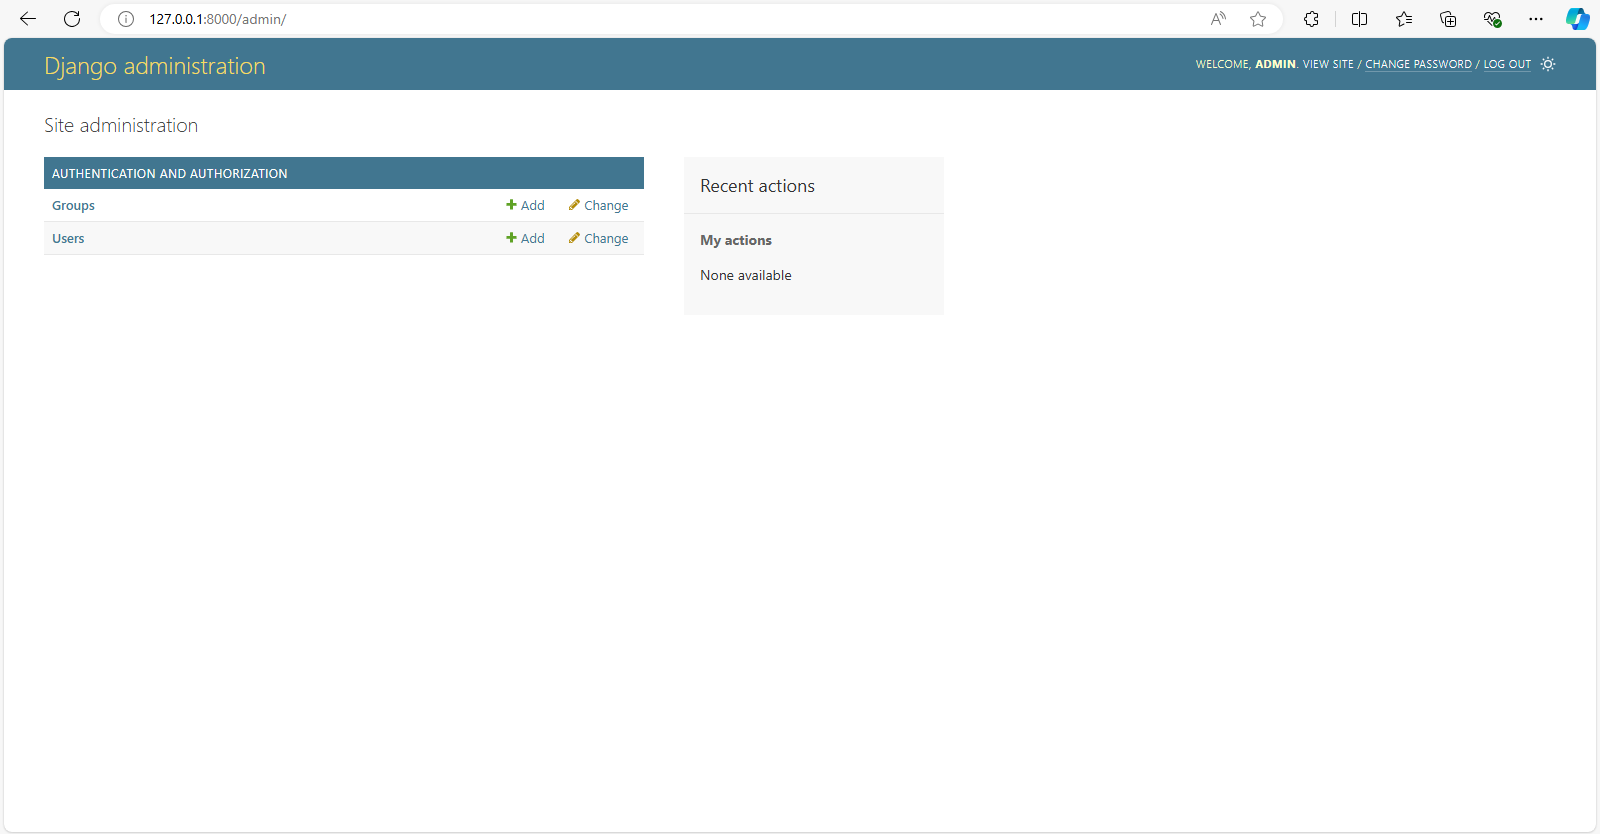 127.0.0.1:8000/admin/
Django administration
WELCOME, ADMIN. VIEW SITE / CHANGE PASSWORD / LOG OUT
Site administration
AUTHENTICATION AND AUTHORIZATION
Groups Add Change
Users Add Change
Recent actions
My actions
None available